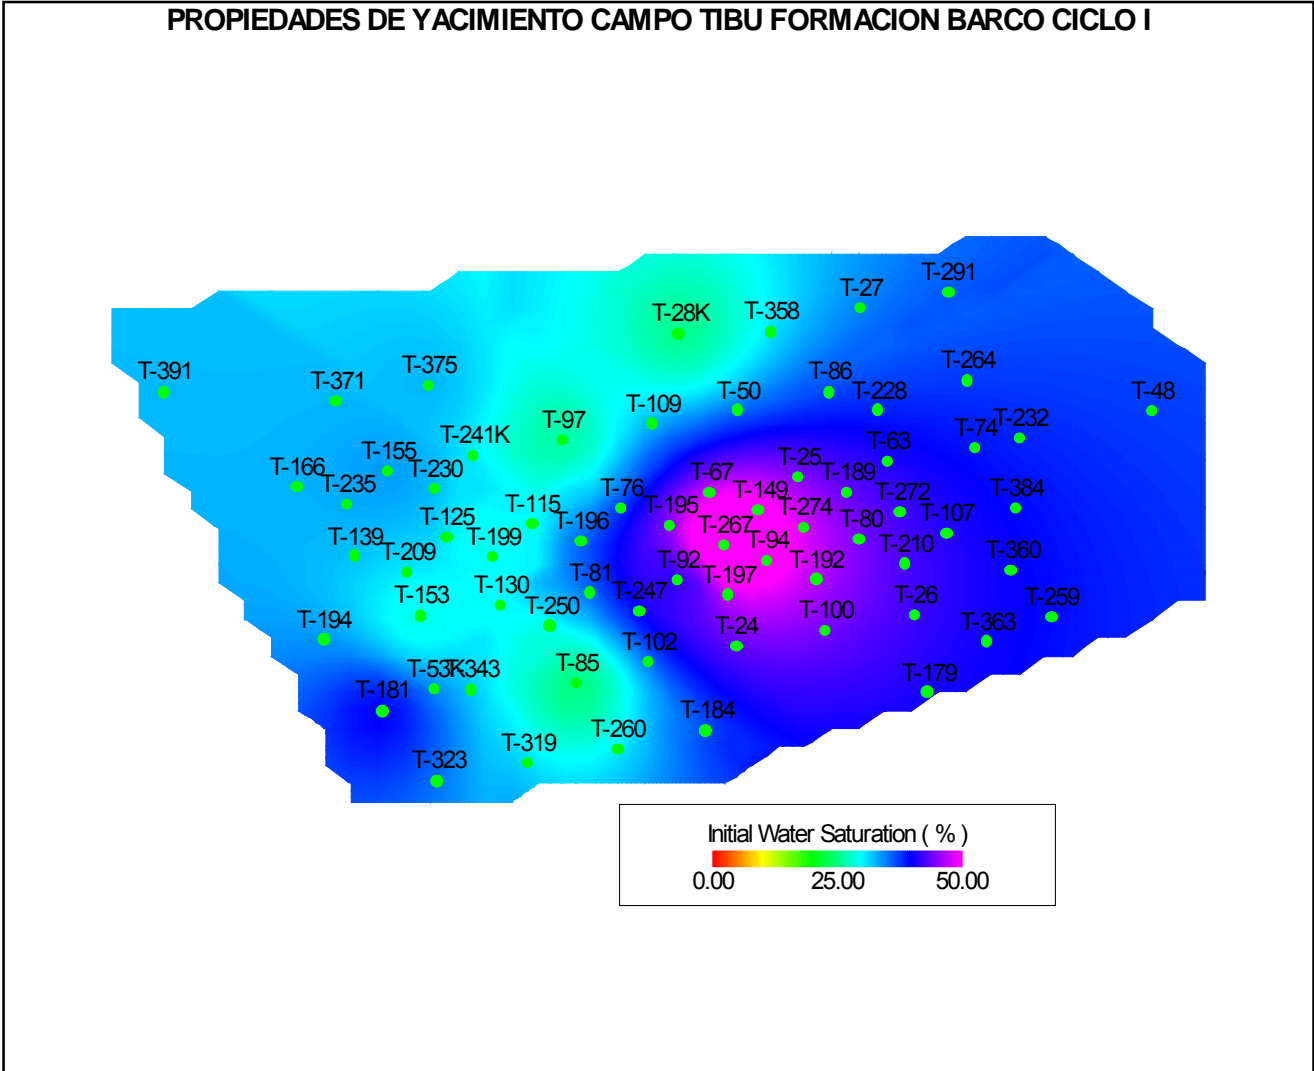 PROPIEDADES DE YACIMIENTO CAMPO TIBU FORMACION BARCO CICLO I
T-291
T-27
T-28K
T-358
T-391
T-371
T-375
T-86
T-264
T-48
T-50
T-228
T-109
T-97
T-241K
T-74
T-232
T-155
T-166
T-230
T-235
T-25
T-63
T-67
T-189
T-149
T-76
T-272
T-384
T-115
T-195
T-274
T-125
T-196
T-267
T-80
T-107
T-139
T-199
T-94
T-210
T-209
T-92
T-192
T-360
T-81
T-197
T-153
T-130
T-247
T-26
T-259
T-250
T-100
T-194
T-24
T-363
T-102
T-53K
T-343
T-85
T-179
T-181
T-184
T-260
T-319
T-323
Initial Water Saturation ( % )
0.00 25.00 50.00